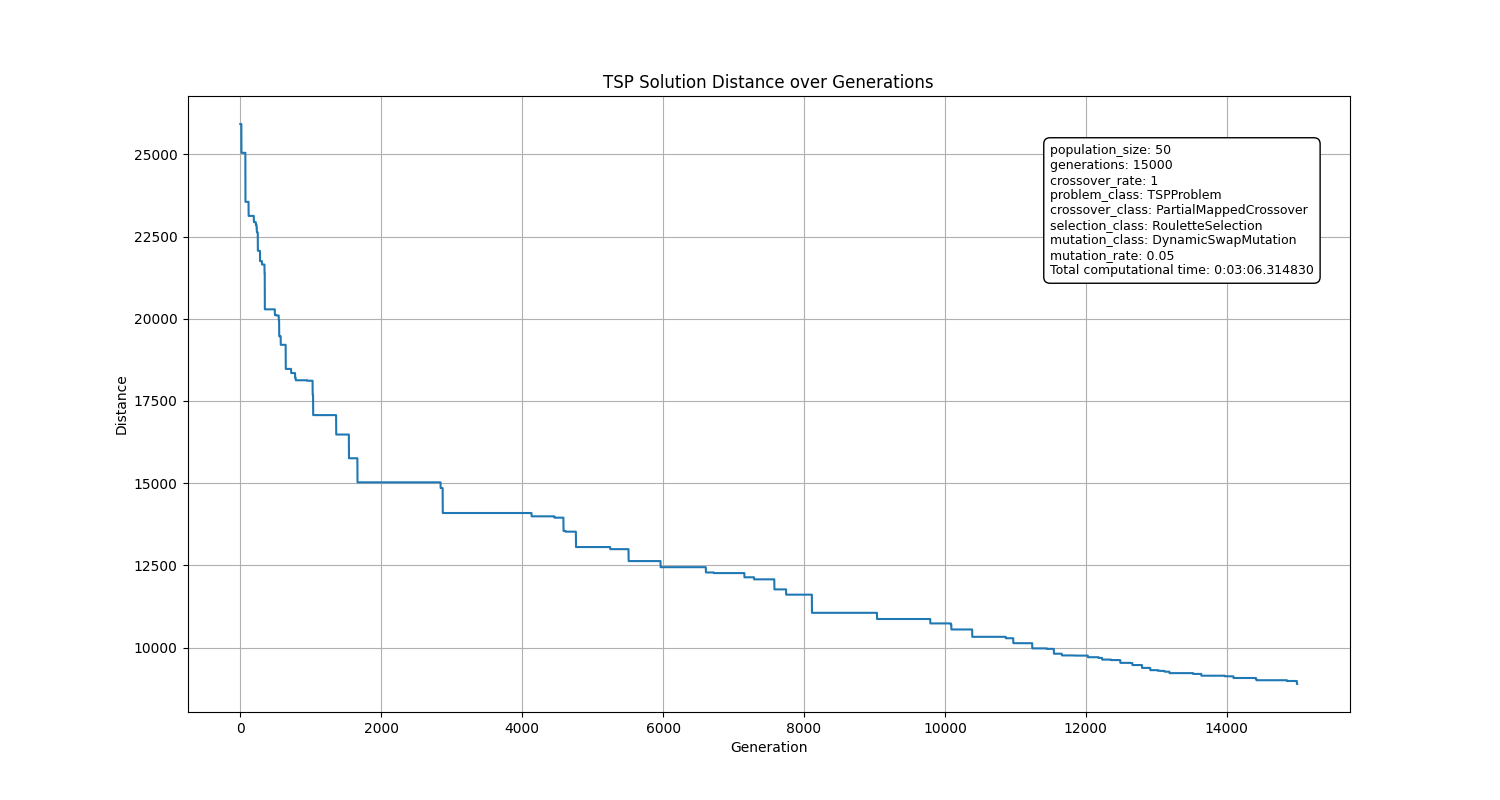 TSP Solution Distance over Generations
25000
22500
20000
17500
15000
12500
10000
Distance
population_size: 50
generations: 15000
crossover_rate: 1
problem_class: TSPProblem
crossover_class: PartialMappedCrossover
selection_class: RouletteSelection
mutation_class: DynamicSwapMutation
mutation_rate: 0.05
Total computational time: 0:03:06.314830
0 2000 4000 6000 8000 10000 12000 14000
Generation